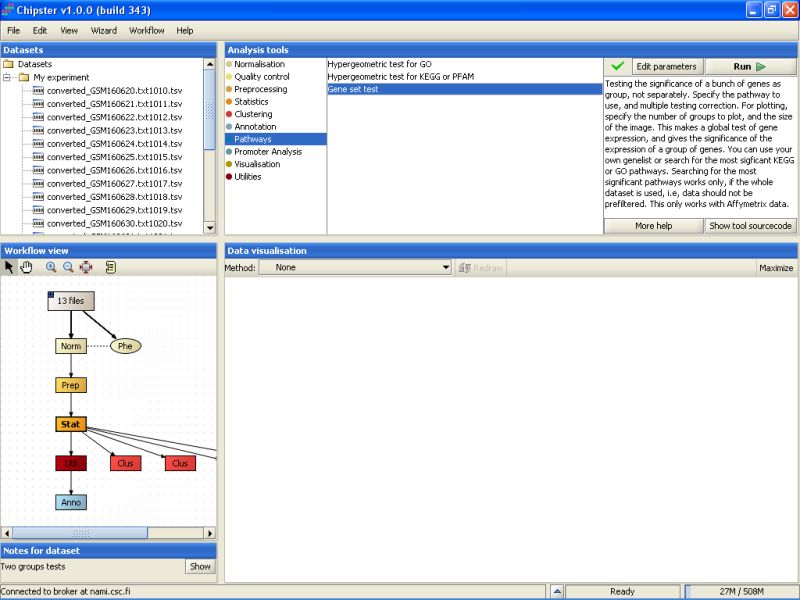 Chipster v1.0.0 (build 343)
File Edit View Wizard Workflow Help
Datasets
Datasets
My experiment
converted_GSM160620.txt1010.tsv
converted_GSM160621.txt1011.tsv
converted_GSM160622.txt1012.tsv
converted_GSM160623.txt1013.tsv
converted_GSM160624.txt1014.tsv
converted_GSM160625.txt1015.tsv
converted_GSM160626.txt1016.tsv
converted_GSM160627.txt1017.tsv
converted_GSM160628.txt1018.tsv
converted_GSM160629.txt1019.tsv
converted_GSM160630.txt1020.tsv
Analysis tools
Normalisation
Quality control
Preprocessing
Statistics
Clustering
Annotation
Pathways
Promoter Analysis
Visualisation
Utilities
Hypergeometric test for GO
Hypergeometric test for KEGG or PFAM
Gene set test
Edit parameters
Run
Testing the significance of a bunch of genes as
group, not separately. Specify the pathway to
use, and multiple testing correction. For plotting,
specify the number of groups to plot, and the size
of the image. This makes a global test of gene
expression, and gives the significance of the
expression of a group of genes. You can use your
own genelist or search for the most sigficant KEGG
or GO pathways. Searching for the most
significant pathways works only, if the whole
dataset is used, i.e, data should not be
prefiltered. This only works with Affymetrix data.
More help
Show tool sourcecode
Workflow view
13 files
Norm
Phe
Prep
Stat
Util
Clus
Clus
Anno
Data visualisation
Method:
None
Redraw
Maximize
Notes for dataset
Two groups tests
Show
Connected to broker at nami.csc.fi
Ready
27M / 508M